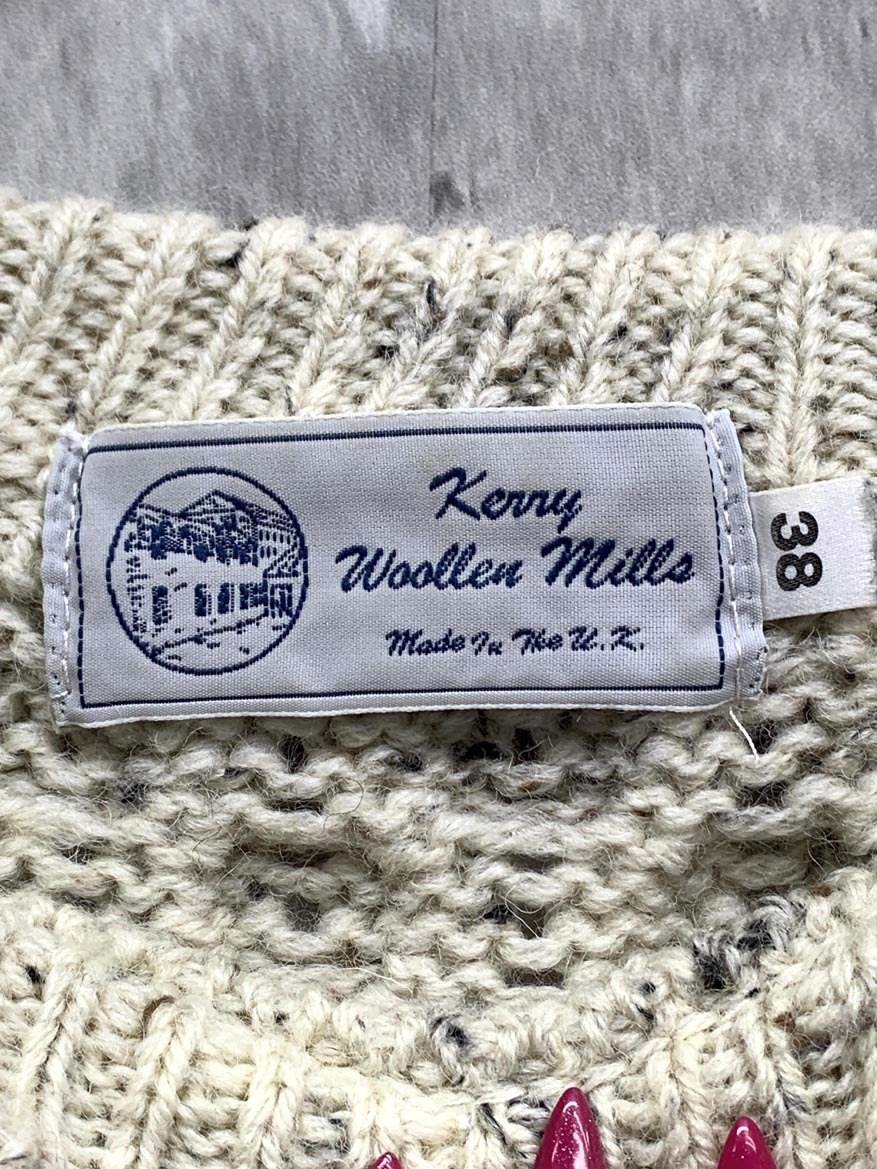 Kerry
Woollen Mills
Made In The U.K.
38